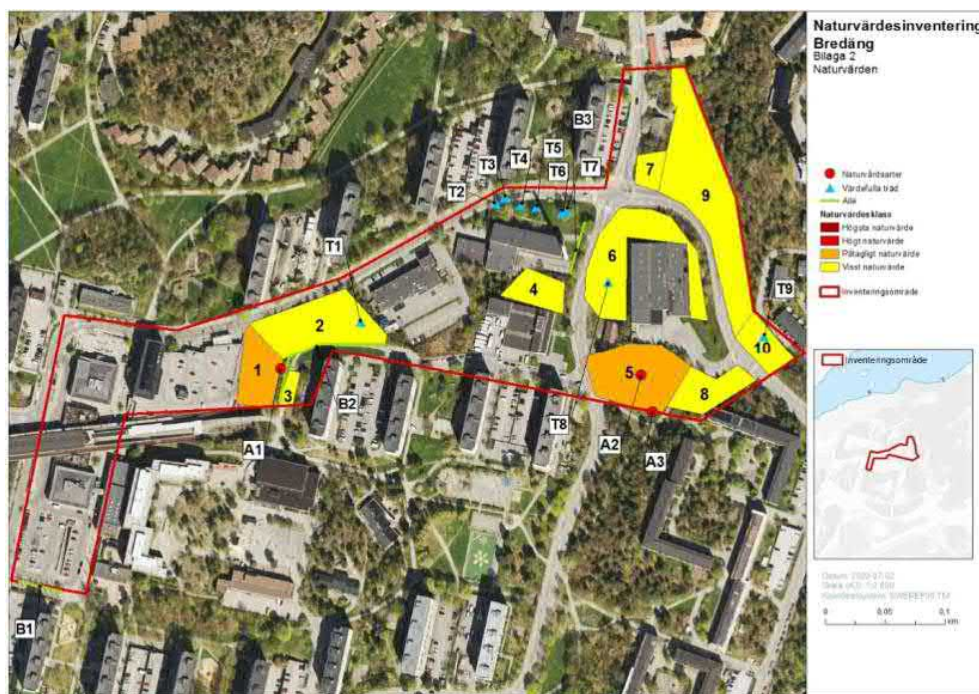 Naturvärdesinventering
Bredäng
Bilaga 2
Naturvärden
Naturvårdsarter
Värdefulla träd
Allé
Naturvärdesklass
Högsta naturvärde
Högt naturvärde
Påtagligt naturvärde
Visst naturvärde
Inventeringsområde
Inventeringsområde
0 0,05 0,1
km
N
B3
T5
T3
T4
T6
T7
T2
T1
7
9
6
4
T9
2
10
1
5
3
8
B2
T8
A1
A2
A3
B1